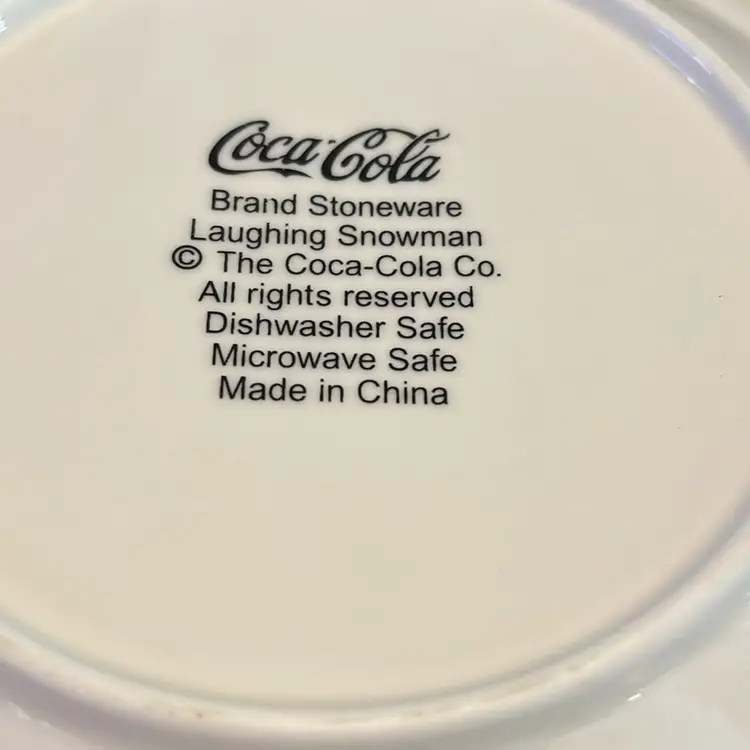 Coca-Cola
Brand Stoneware
Laughing Snowman
© The Coca-Cola Co.
All rights reserved
Dishwasher Safe
Microwave Safe
Made in China